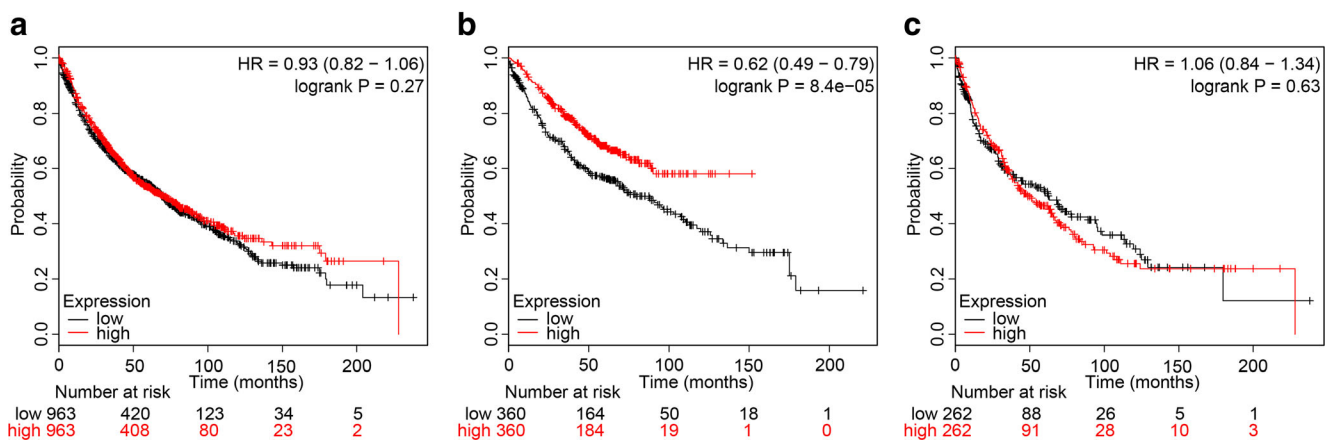 a
HR = 0.93 (0.82 − 1.06)
logrank P = 0.27
Probability
1.0
0.8
0.6
0.4
0.2
0.0
Expression
low
high
0 50 100 150 200
Time (months)
Number at risk
low 963 420 123 34 5
high 963 408 80 23 2
b
HR = 0.62 (0.49 − 0.79)
logrank P = 8.4e−05
Probability
1.0
0.8
0.6
0.4
0.2
0.0
Expression
low
high
0 50 100 150 200
Time (months)
Number at risk
low 360 164 50 18 1
high 360 184 19 1 0
c
HR = 1.06 (0.84 − 1.34)
logrank P = 0.63
Probability
1.0
0.8
0.6
0.4
0.2
0.0
Expression
low
high
0 50 100 150 200
Time (months)
Number at risk
low 262 88 26 5 1
high 262 91 28 10 3